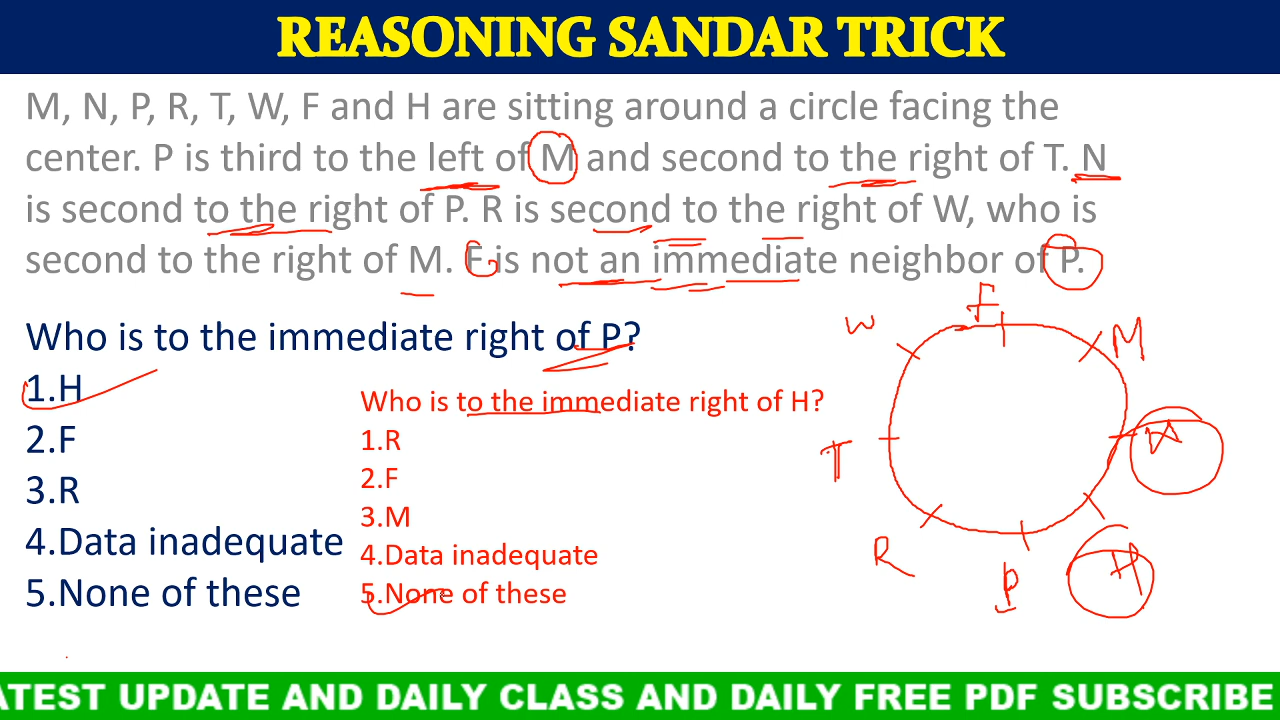 REASONING SANDAR TRICK
M, N, P, R, T, W, F and H are sitting around a circle facing the
center. P is third to the left of M and second to the right of T. N
is second to the right of P. R is second to the right of W, who is
second to the right of M. F is not an immediate neighbor of P.
Who is to the immediate right of P?
1.H
2.F
3.R
4.Data inadequate
5.None of these
Who is to the immediate right of H?
1.R
2.F
3.M
4.Data inadequate
5.None of these
F
W
M
T
R
P
H
ATEST UPDATE AND DAILY CLASS AND DAILY FREE PDF SUBSCRIBE